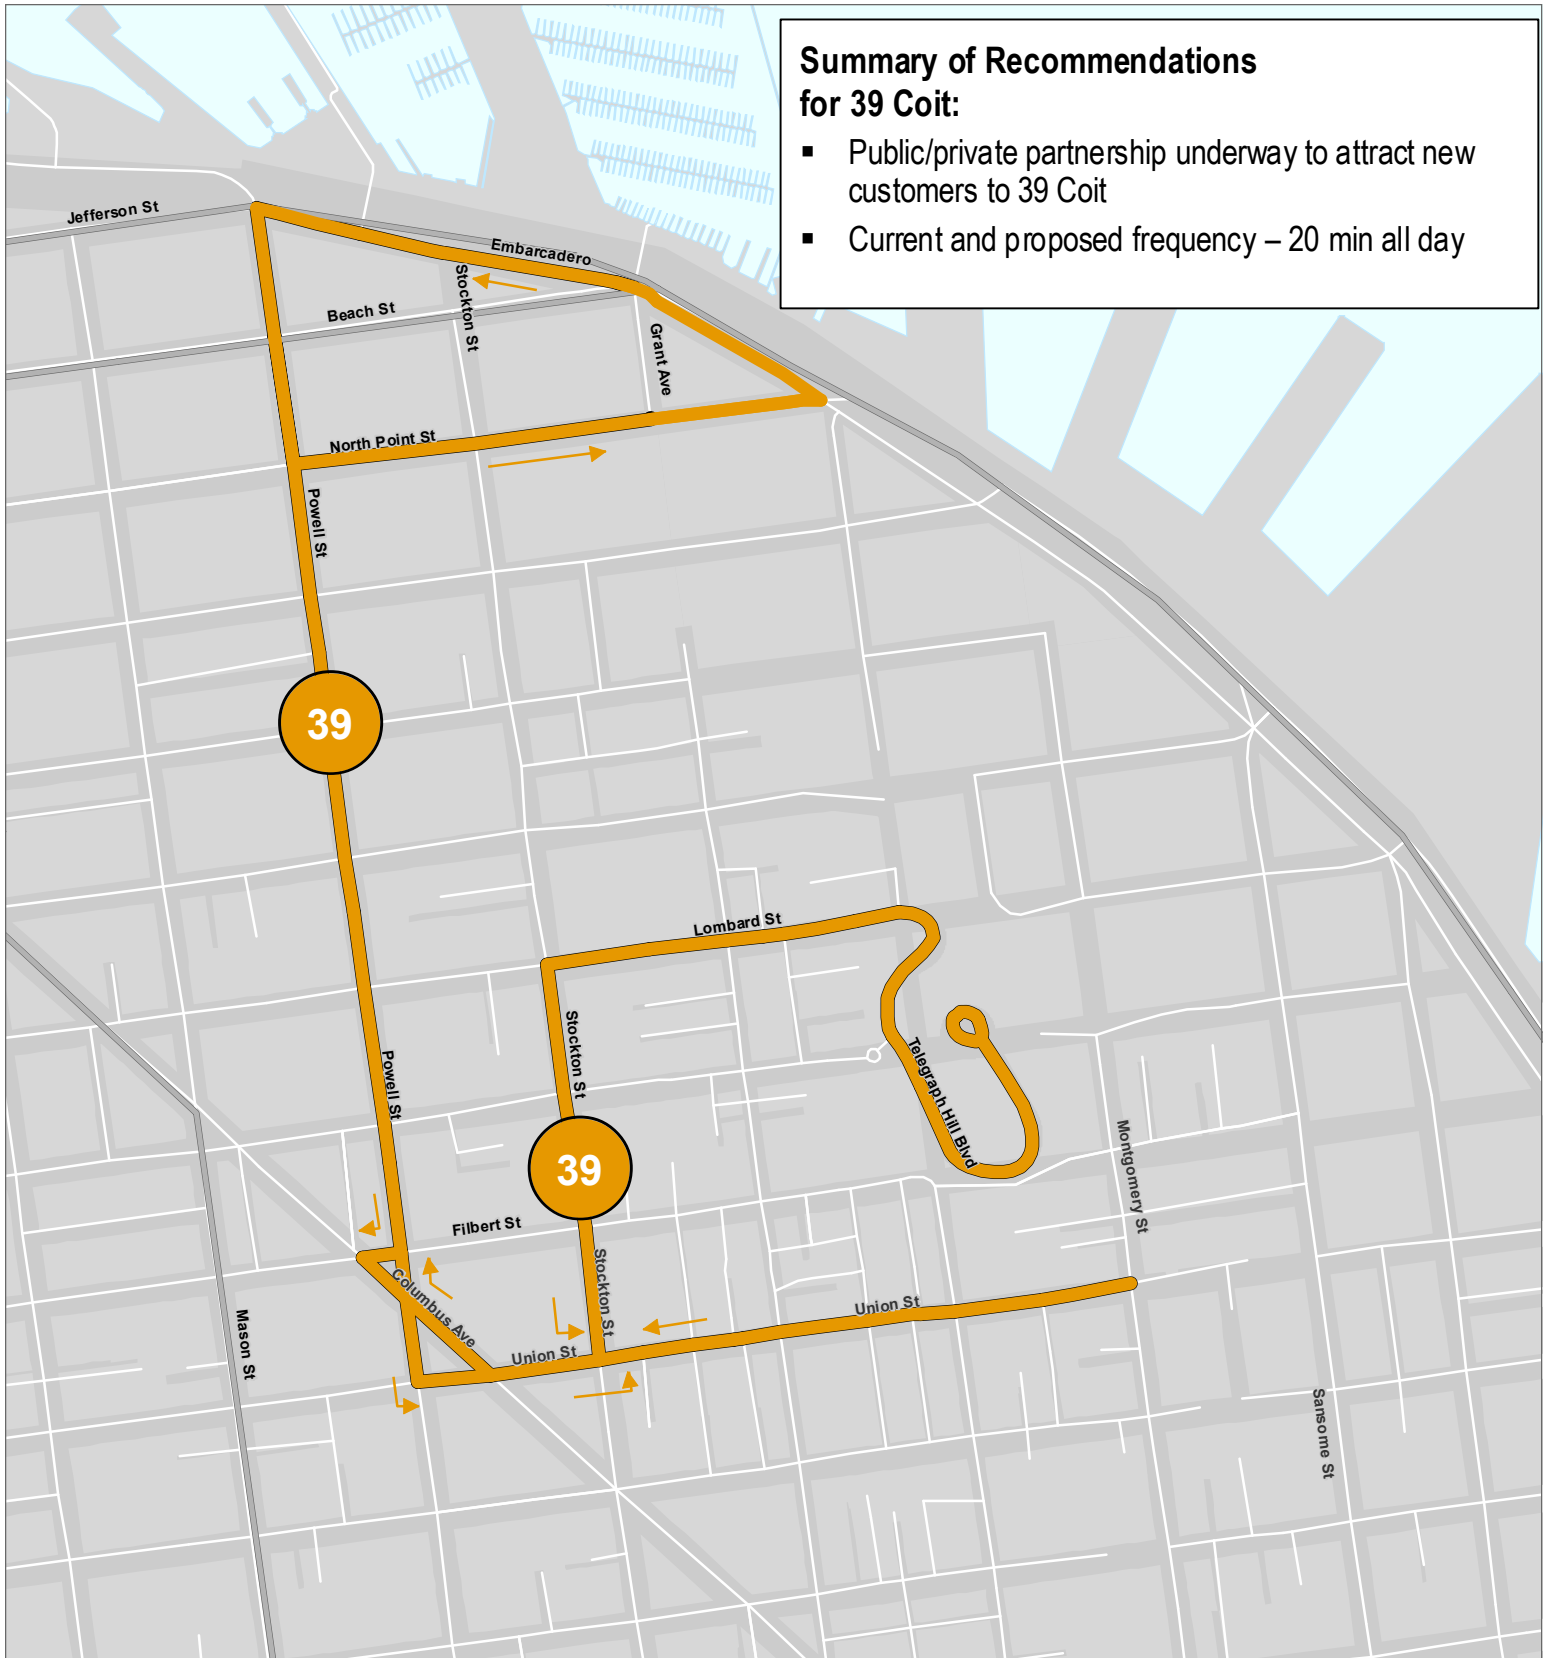 Summary of Recommendations
for 39 Coit:
▪ Public/private partnership underway to attract new
customers to 39 Coit
▪ Current and proposed frequency – 20 min all day
Jefferson St
Embarcadero
Stockton St
Beach St
Grant Ave
North Point St
Powell St
39
Lombard St
Stockton St
Telegraph Hill Blvd
Powell St
39
Montgomery St
Filbert St
Stockton St
Columbus Ave
Union St
Mason St
Union St
Sansome St